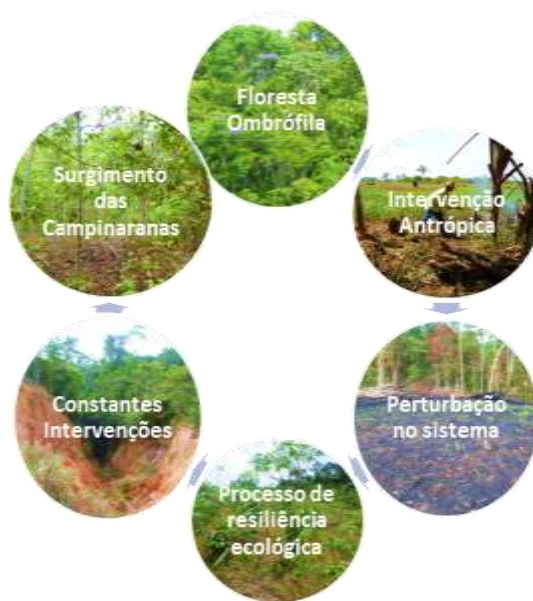 Floresta
Ombrófila
Intervenção
Antrópica
Perturbação
no sistema
Processo de
resiliência
ecológica
Constantes
Intervenções
Surgimento
das
Campinaranas